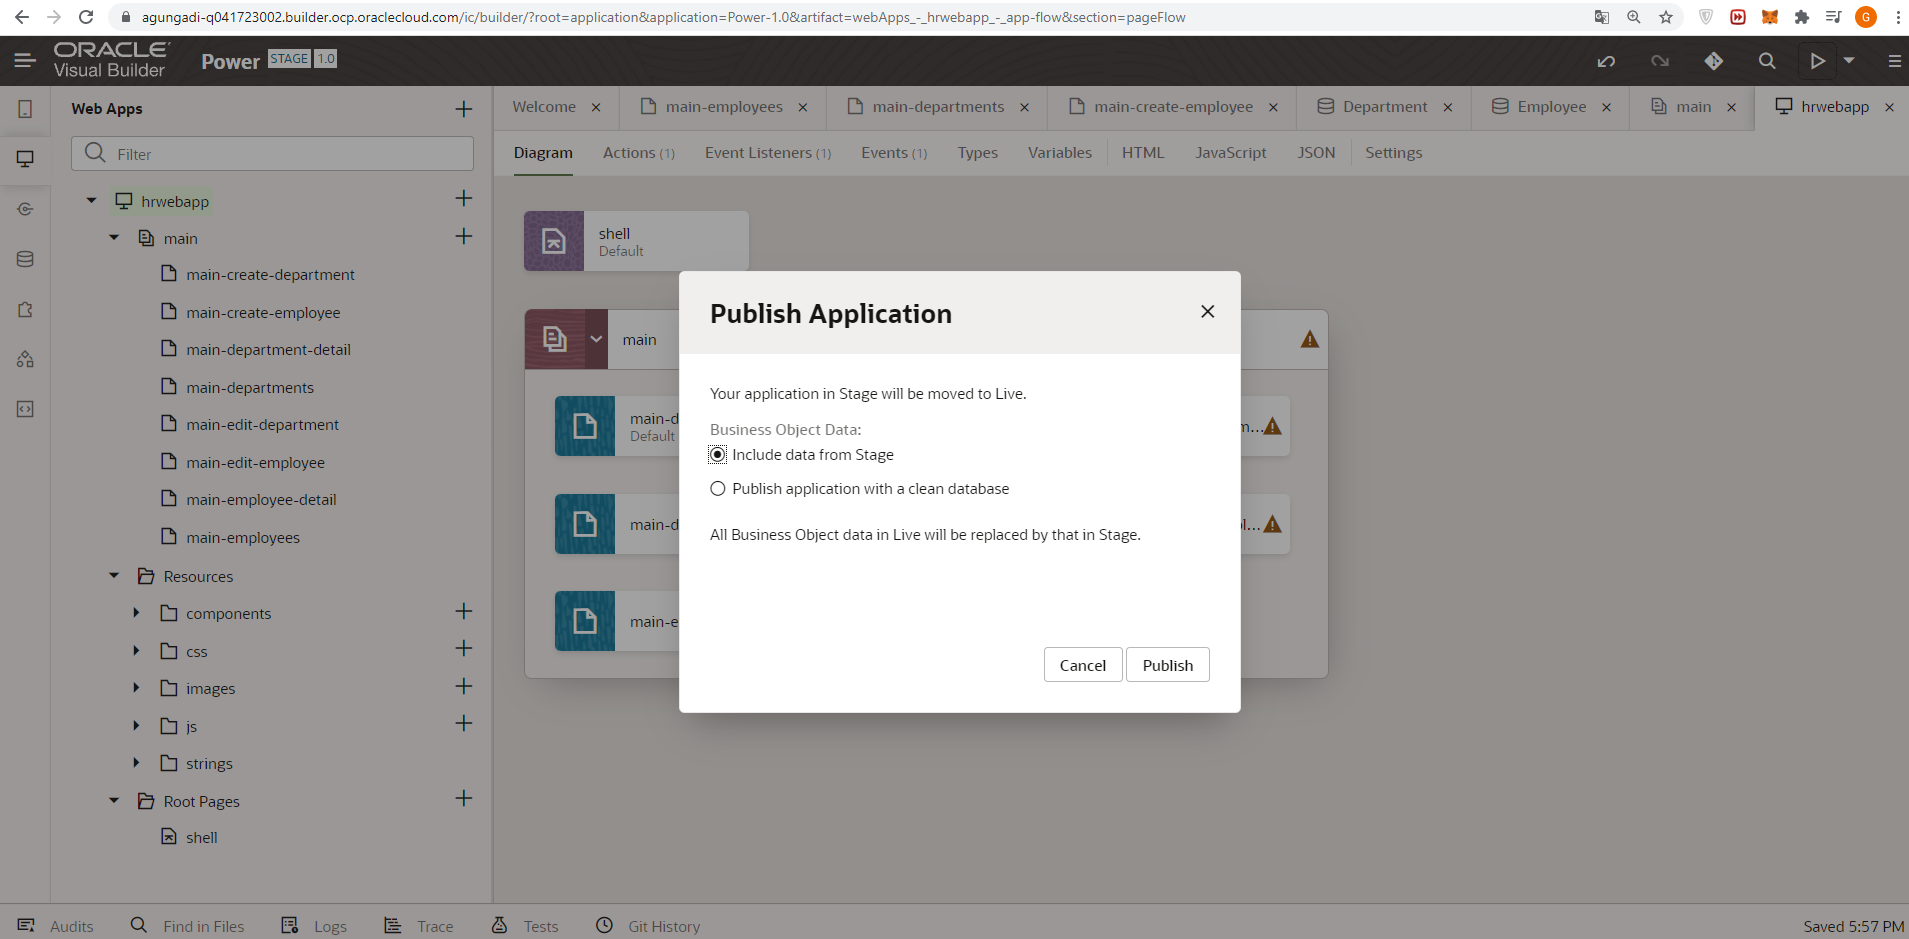 agungadi-q041723002.builder.ocp.oraclecloud.com/ic/builder/?root=application&application=Power-1.0&artifact=webApps_-_hrwebapp_-_app-flow&section=pageFlow
G
ORACLE
Visual Builder
Power STAGE 1.0
Web Apps
Welcome main-employees main-departments main-create-employee Department Employee main hrwebapp
Filter
Diagram Actions (1) Event Listeners (1) Events (1) Types Variables HTML JavaScript JSON Settings
hrwebapp
main
main-create-department
main-create-employee
main-department-detail
main-departments
main-edit-department
main-edit-employee
main-employee-detail
main-employees
Resources
components
css
images
js
strings
Root Pages
shell
shell
Default
main
main-d
Default
m...
main-d
l...
main-e
Publish Application
Your application in Stage will be moved to Live.
Business Object Data:
Include data from Stage
Publish application with a clean database
All Business Object data in Live will be replaced by that in Stage.
Cancel Publish
Audits Find in Files Logs Trace Tests Git History
Saved 5:57 PM